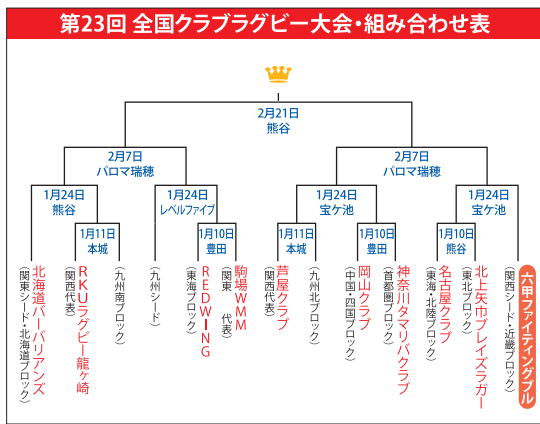 第23回 全国クラブラグビー大会・組み合わせ表
2月21日
熊谷
2月7日
パロマ瑞穂
2月7日
パロマ瑞穂
1月24日
熊谷
1月24日
レベルファイブ
1月24日
宝ケ池
1月24日
宝ケ池
1月11日
本城
1月10日
豊田
1月11日
本城
1月10日
豊田
1月10日
熊谷
北海道バーバリアンズ
(関東シード・北海道ブロック)
RKUラグビー龍ヶ崎
(関西代表)
(九州南ブロック)
(九州シード)
REDWING
(東海ブロック)
駒場WMM
(関東 代表)
芦屋クラブ
(関西代表)
(九州北ブロック)
岡山クラブ
(中国・四国ブロック)
神奈川タマリバクラブ
(首都圏ブロック)
名古屋クラブ
(東海・北陸ブロック)
北上矢巾ブレイズラガー
(東北ブロック)
六甲ファイティングブル
(関西シード・近畿ブロック)